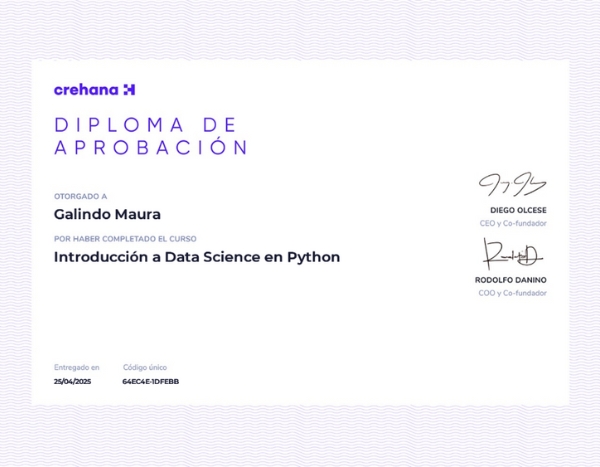 crehana
DIPLOMA DE
APROBACIÓN
OTORGADO A
Galindo Maura
POR HABER COMPLETADO EL CURSO
Introducción a Data Science en Python
DIEGO OLCESE
CEO y Co-fundador
RODOLFO DANINO
COO y Co-fundador
Entregado en
Código único
25/04/2025
64EC4E-1DFEBB